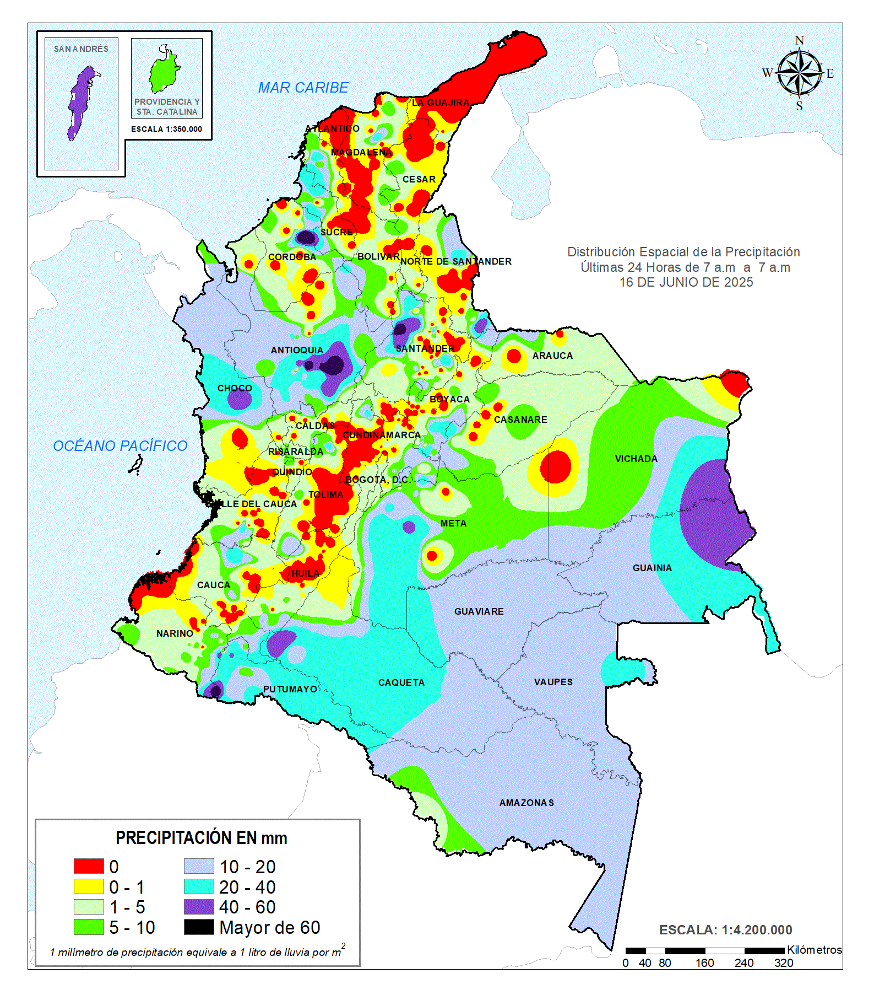 SAN ANDRÉS
PROVIDENCIA Y
STA. CATALINA
ESCALA 1:350.000
MAR CARIBE
N
W
E
S
LA GUAJIRA
ATLANTICO
MAGDALENA
CESAR
SUCRE
CORDOBA
BOLIVAR
NORTE DE SANTANDER
Distribución Espacial de la Precipitación
Últimas 24 Horas de 7 a.m a 7 a.m
16 DE JUNIO DE 2025
ANTIOQUIA
SANTANDER
ARAUCA
CHOCO
BOYACA
CASANARE
CALDAS
CUNDINAMARCA
OCÉANO PACÍFICO
RISARALDA
VICHADA
QUINDIO
BOGOTA, D.C.
TOLIMA
LLE DEL CAUCA
META
GUAINIA
HUILA
CAUCA
GUAVIARE
NARINO
CAQUETA
VAUPES
PUTUMAYO
AMAZONAS
PRECIPITACIÓN EN mm
0
0 - 1
1 - 5
5 - 10
10 - 20
20 - 40
40 - 60
Mayor de 60
1 milímetro de precipitación equivale a 1 litro de lluvia por m2
ESCALA: 1:4.200.000
Kilómetros
0 40 80 160 240 320